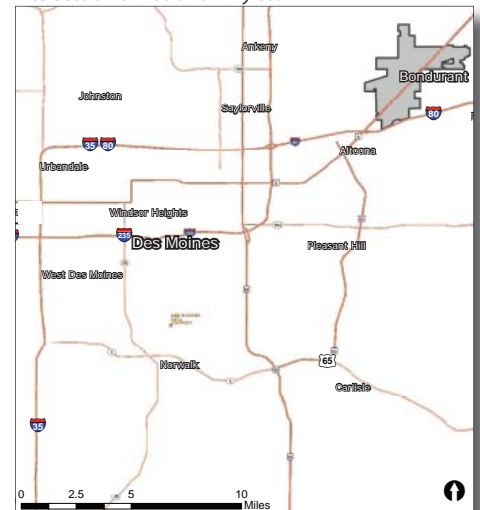 Ankeny
Bondurant
Johnston
Saylorville
80
35 80
Altoona
Urbandale
Windsor Heights
235
Des Moines
Pleasant Hill
West Des Moines
65
Norwalk
Carlisle
35
0 2.5 5 10
Miles